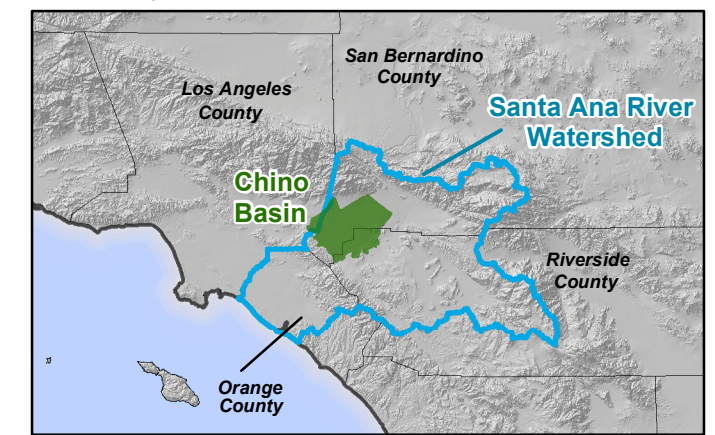 San Bernardino
County
Los Angeles
County
Santa Ana River
Watershed
Chino
Basin
Riverside
County
Orange
County